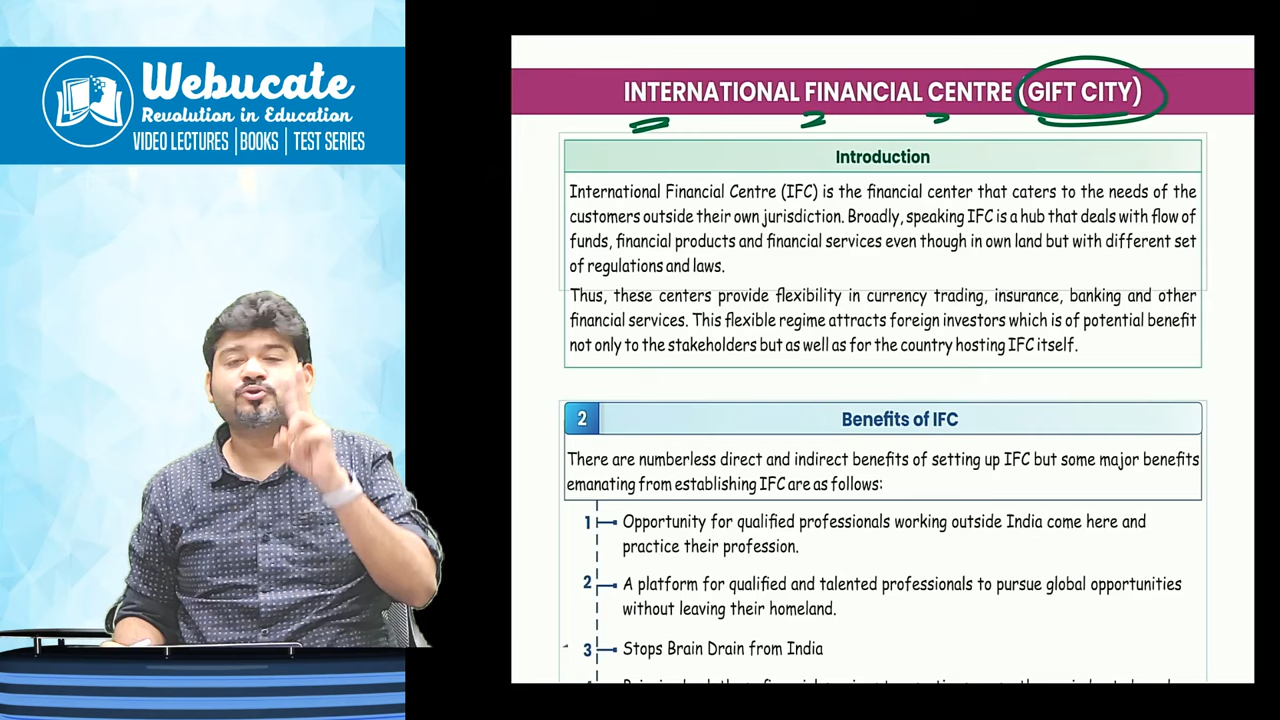 Webucate
Revolution in Education
VIDEO LECTURES | BOOKS | TEST SERIES
INTERNATIONAL FINANCIAL CENTRE (GIFT CITY)
Introduction
International Financial Centre (IFC) is the financial center that caters to the needs of the
customers outside their own jurisdiction. Broadly, speaking IFC is a hub that deals with flow of
funds, financial products and financial services even though in own land but with different set
of regulations and laws.
Thus, these centers provide flexibility in currency trading, insurance, banking and other
financial services. This flexible regime attracts foreign investors which is of potential benefit
not only to the stakeholders but as well as for the country hosting IFC itself.
2 Benefits of IFC
There are numberless direct and indirect benefits of setting up IFC but some major benefits
emanating from establishing IFC are as follows:
1 Opportunity for qualified professionals working outside India come here and
practice their profession.
2 A platform for qualified and talented professionals to pursue global opportunities
without leaving their homeland.
3 Stops Brain Drain from India